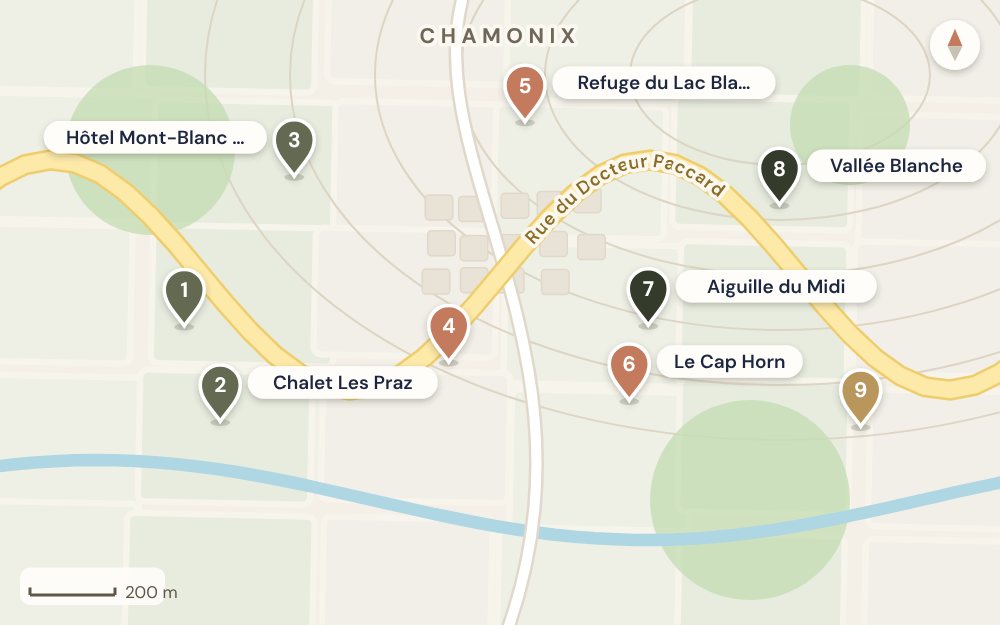 CHAMONIX
5
Refuge du Lac Bla...
Hôtel Mont-Blanc ...
3
8
Vallée Blanche
Rue du Docteur Paccard
1
7
Aiguille du Midi
4
6
Le Cap Horn
2
Chalet Les Praz
9
200 m